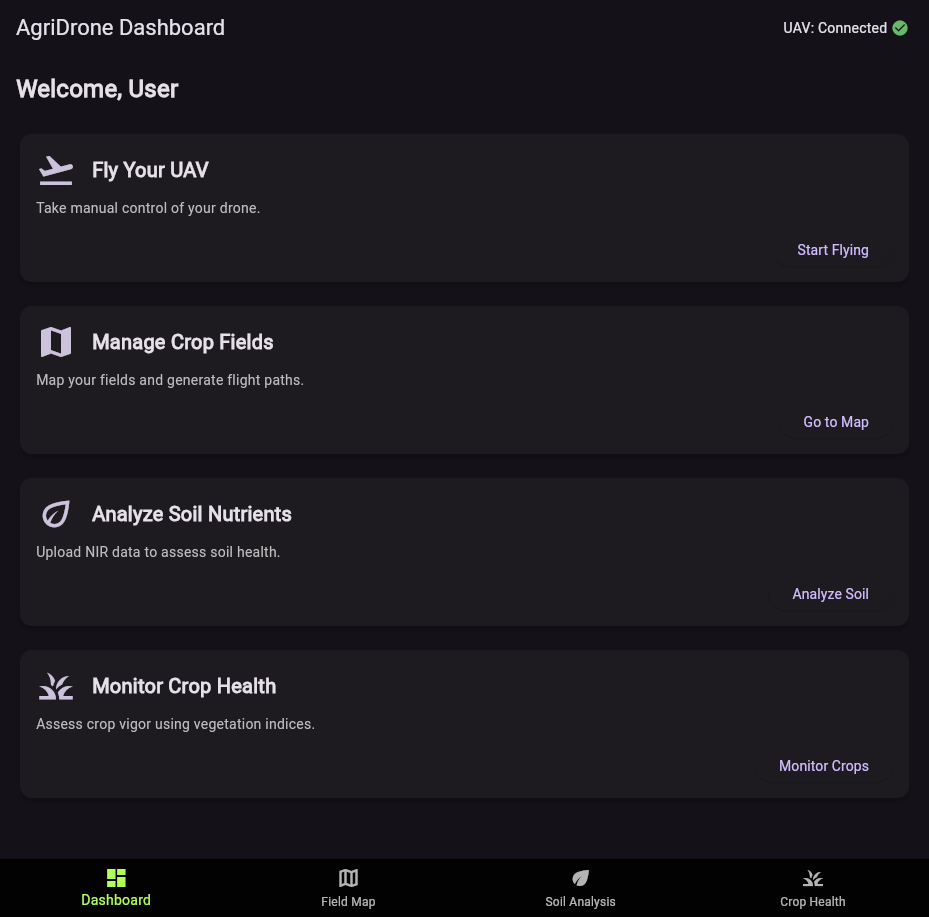 AgriDrone Dashboard
UAV: Connected
Welcome, User
Fly Your UAV
Take manual control of your drone.
Start Flying
Manage Crop Fields
Map your fields and generate flight paths.
Go to Map
Analyze Soil Nutrients
Upload NIR data to assess soil health.
Analyze Soil
Monitor Crop Health
Assess crop vigor using vegetation indices.
Monitor Crops
Dashboard
Field Map
Soil Analysis
Crop Health